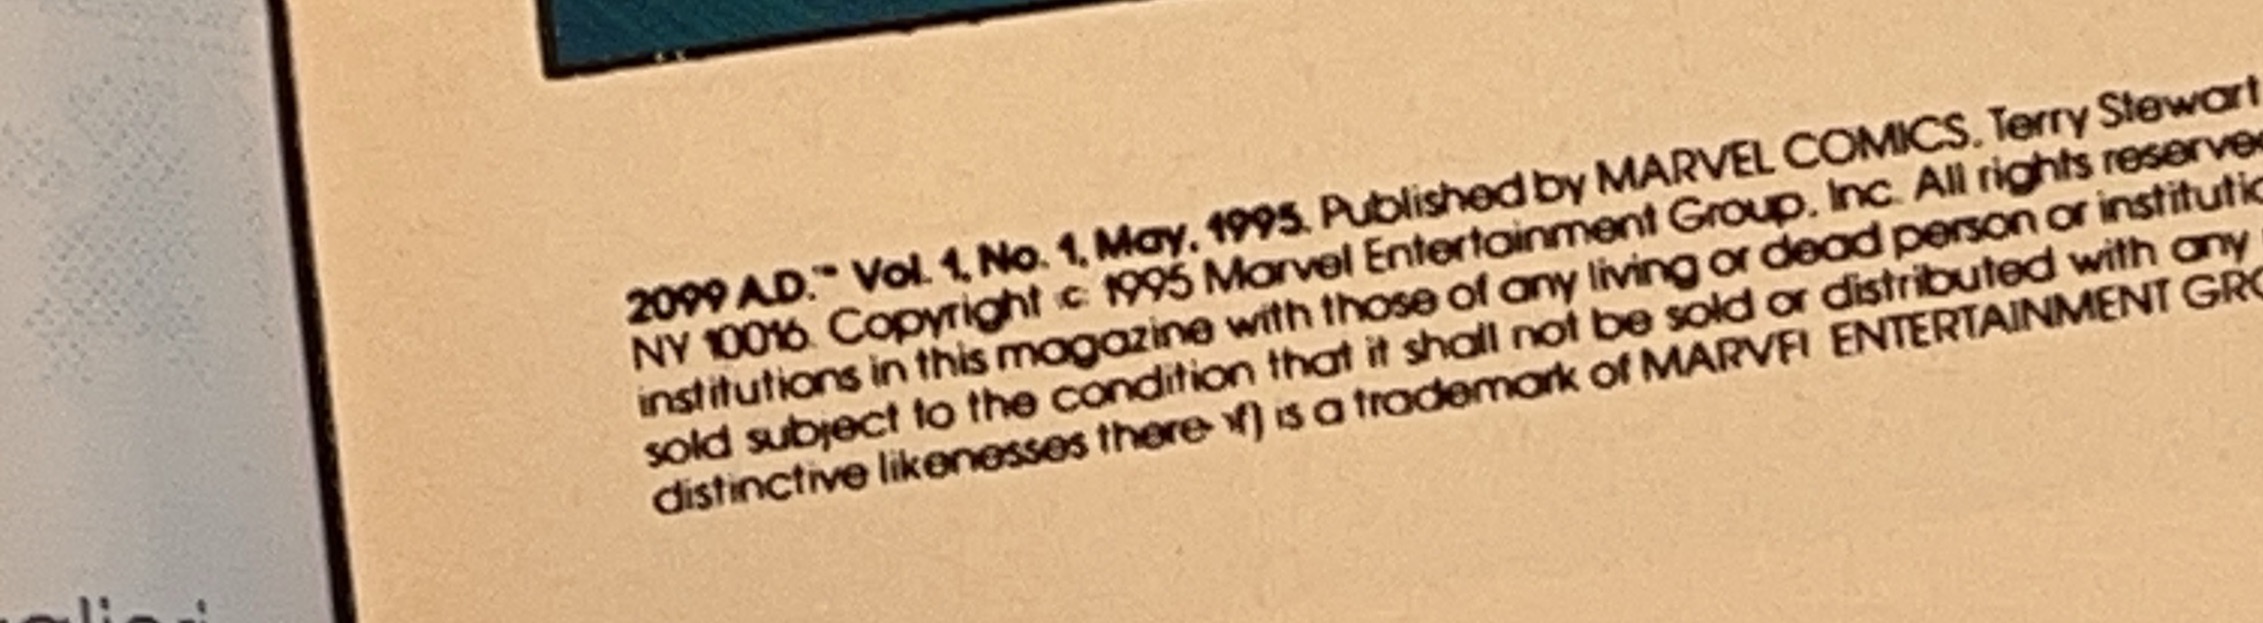 2099 A.D.™ Vol. 1, No. 1, May, 1995. Published by MARVEL COMICS, Terry Stewart
NY 10016. Copyright © 1995 Marvel Entertainment Group, Inc. All rights reserve
institutions in this magazine with those of any living or dead person or institutio
sold subject to the condition that it shall not be sold or distributed with any
distinctive likenesses thereof) is a trademark of MARVEL ENTERTAINMENT GRO